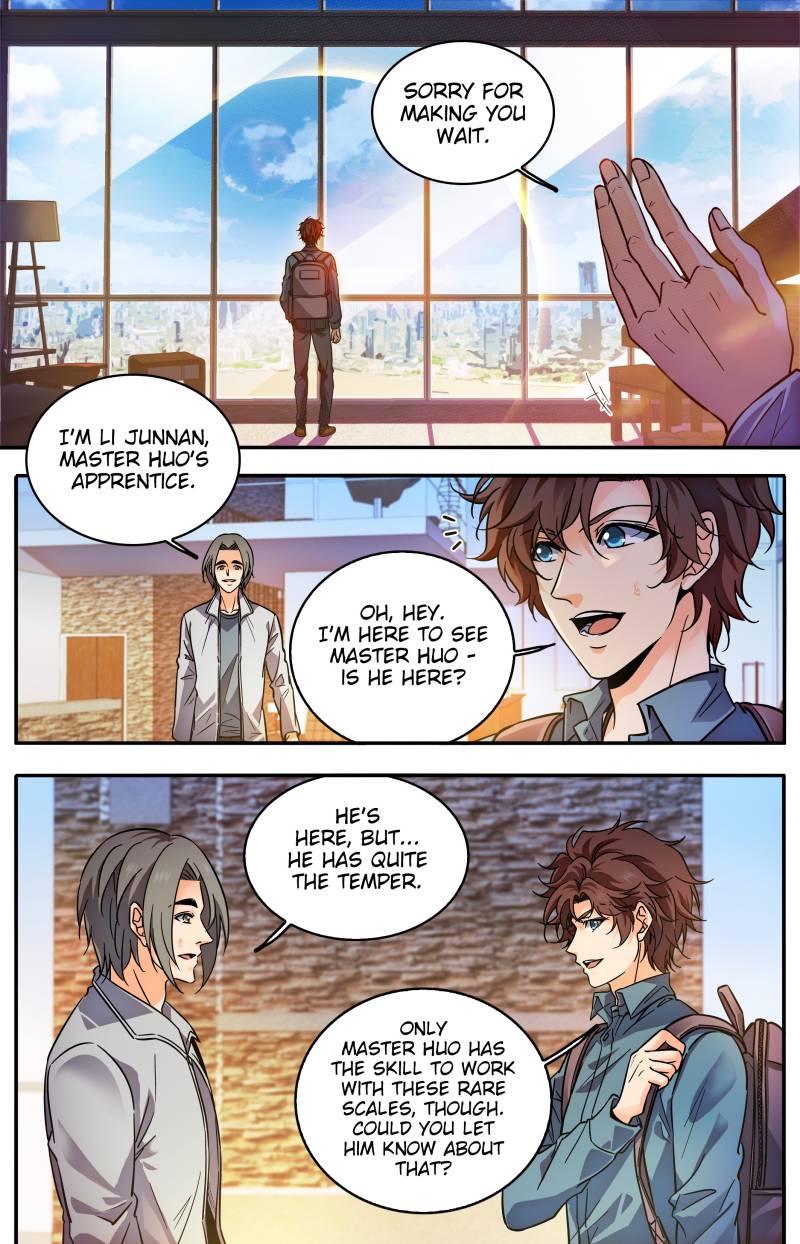 SORRY FOR
MAKING YOU
WAIT.
I'M LI JUNNAN,
MASTER HUO'S
APPRENTICE.
OH, HEY.
I'M HERE TO SEE
MASTER HUO -
IS HE HERE?
HE'S
HERE, BUT...
HE HAS QUITE
THE TEMPER.
ONLY
MASTER HUO HAS
THE SKILL TO WORK
WITH THESE RARE
SCALES, THOUGH.
COULD YOU LET
HIM KNOW ABOUT
THAT?